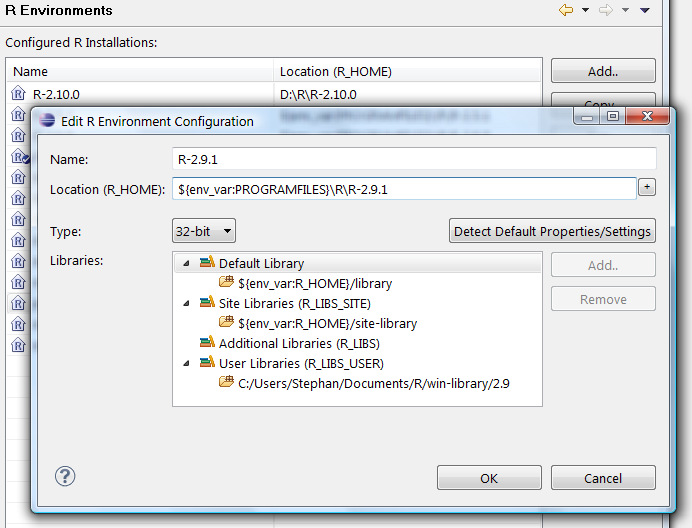 R Environments
Configured R Installations:
Name Location (R_HOME)
Add..
R-2.10.0 D:\R\R-2.10.0
Copy...
Edit R Environment Configuration
Name: R-2.9.1
Location (R_HOME): ${env_var:PROGRAMFILES}\R\R-2.9.1 +
Type: 32-bit Detect Default Properties/Settings
Libraries:
Default Library
Add..
${env_var:R_HOME}/library
Site Libraries (R_LIBS_SITE)
Remove
${env_var:R_HOME}/site-library
Additional Libraries (R_LIBS)
User Libraries (R_LIBS_USER)
C:/Users/Stephan/Documents/R/win-library/2.9
?
OK Cancel